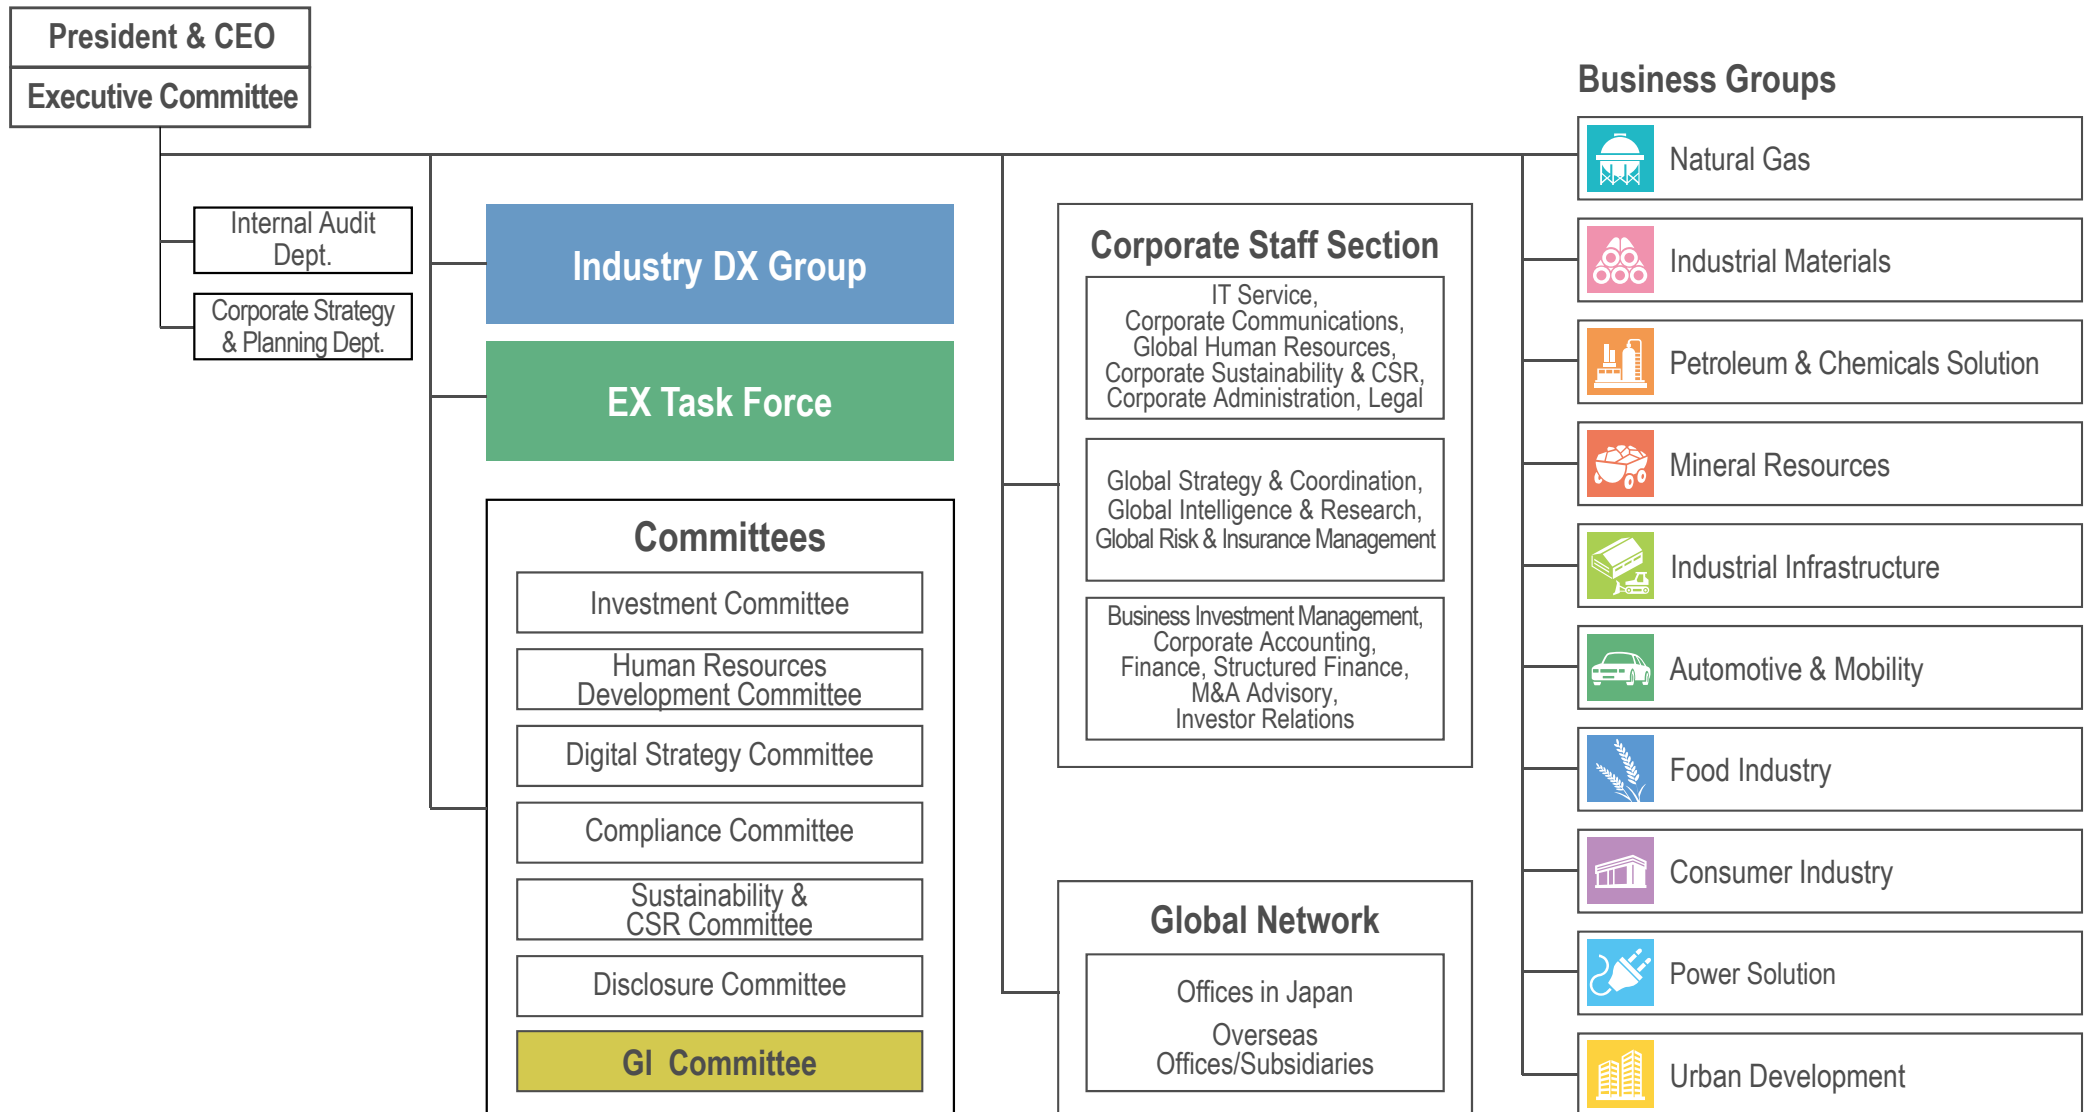 President & CEO
Executive Committee
Internal Audit
Dept.
Corporate Strategy
& Planning Dept.
Industry DX Group
EX Task Force
Committees
Investment Committee
Human Resources
Development Committee
Digital Strategy Committee
Compliance Committee
Sustainability &
CSR Committee
Disclosure Committee
GI Committee
Corporate Staff Section
IT Service,
Corporate Communications,
Global Human Resources,
Corporate Sustainability & CSR,
Corporate Administration, Legal
Global Strategy & Coordination,
Global Intelligence & Research,
Global Risk & Insurance Management
Business Investment Management,
Corporate Accounting,
Finance, Structured Finance,
M&A Advisory,
Investor Relations
Global Network
Offices in Japan
Overseas
Offices/Subsidiaries
Business Groups
Natural Gas
Industrial Materials
Petroleum & Chemicals Solution
Mineral Resources
Industrial Infrastructure
Automotive & Mobility
Food Industry
Consumer Industry
Power Solution
Urban Development